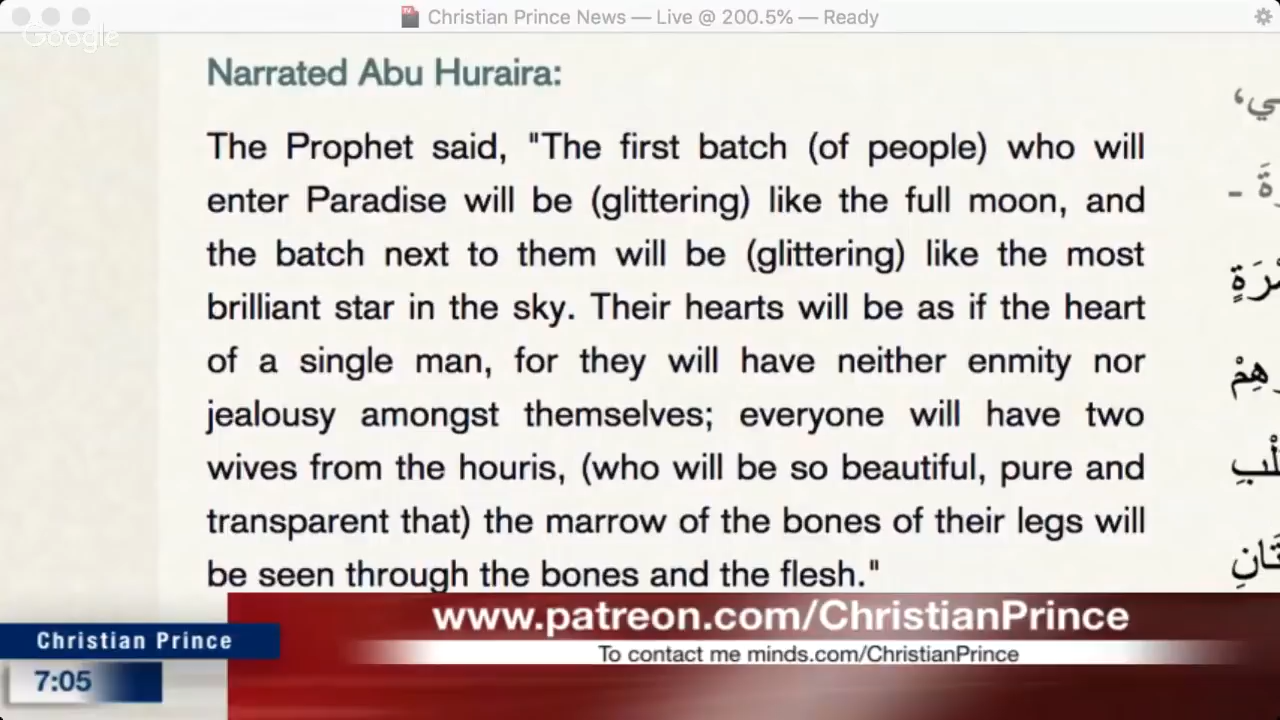 Christian Prince News — Live @ 200.5% — Ready
Google
Narrated Abu Huraira:
The Prophet said, "The first batch (of people) who will
enter Paradise will be (glittering) like the full moon, and
the batch next to them will be (glittering) like the most
brilliant star in the sky. Their hearts will be as if the heart
of a single man, for they will have neither enmity nor
jealousy amongst themselves; everyone will have two
wives from the houris, (who will be so beautiful, pure and
transparent that) the marrow of the bones of their legs will
be seen through the bones and the flesh."
www.patreon.com/ChristianPrince
Christian Prince
To contact me minds.com/ChristianPrince
7:05